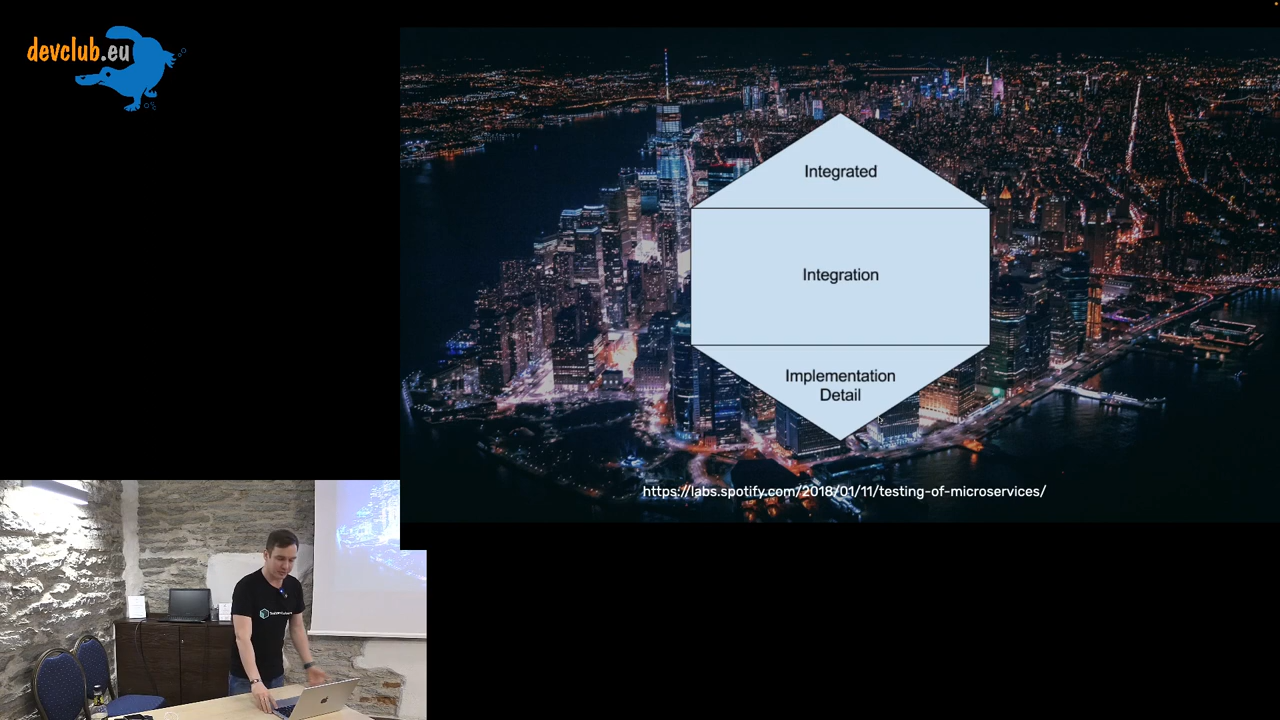 devclub.eu
Integrated
Integration
Implementation
Detail
https://labs.spotify.com/2018/01/11/testing-of-microservices/